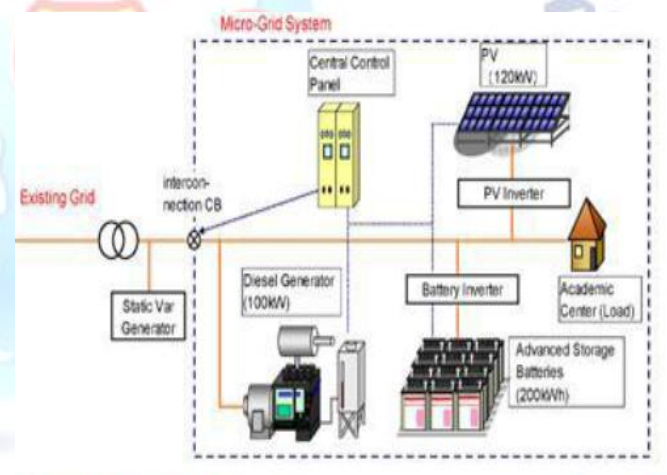 Micro-Grid System
Central Control
Panel
PV
(120kW)
intercon-
nection CB
Existing Grid
PV Inverter
Diesel Generator
(100kW)
Battery Inverter
Academic
Center (Load)
Static Var
Generator
Advanced Storage
Batteries
(200kWh)